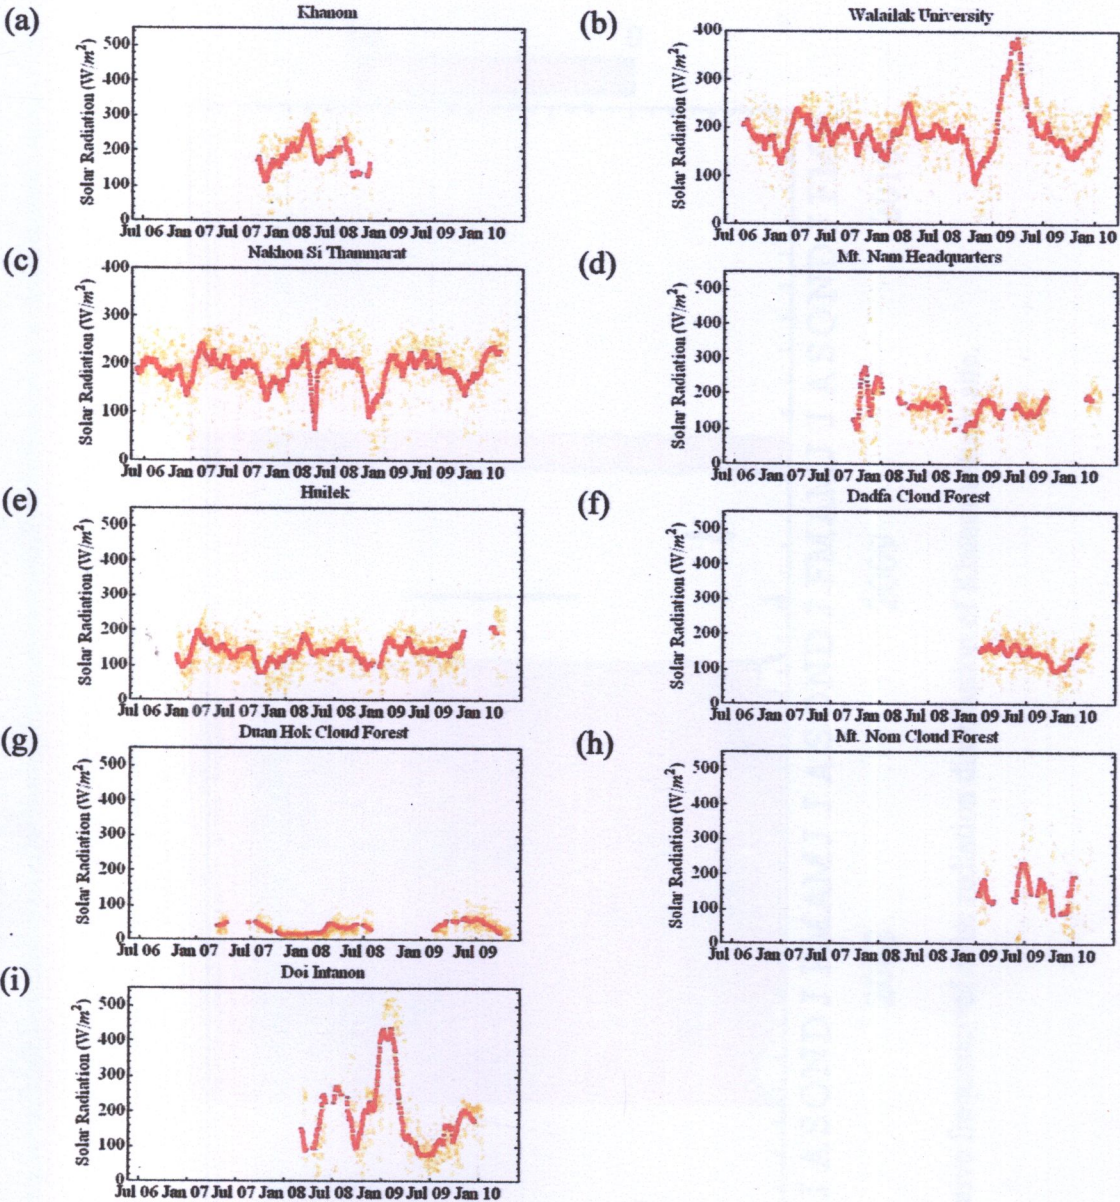 (a)
Khanom
Solar Radiation (W/m²)
500
400
300
200
100
0
Jul 06 Jan 07 Jul 07 Jan 08 Jul 08 Jan 09 Jul 09 Jan 10
(b)
Walailak University
Solar Radiation (W/m²)
400
300
200
100
0
Jul 06 Jan 07 Jul 07 Jan 08 Jul 08 Jan 09 Jul 09 Jan 10
(c)
Nakhon Si Thammarat
Solar Radiation (W/m²)
400
300
200
100
0
Jul 06 Jan 07 Jul 07 Jan 08 Jul 08 Jan 09 Jul 09 Jan 10
(d)
Mt. Nam Headquarters
Solar Radiation (W/m²)
500
400
300
200
100
0
Jul 06 Jan 07 Jul 07 Jan 08 Jul 08 Jan 09 Jul 09 Jan 10
(e)
Huilek
Solar Radiation (W/m²)
500
400
300
200
100
0
Jul 06 Jan 07 Jul 07 Jan 08 Jul 08 Jan 09 Jul 09 Jan 10
(f)
Dadfa Cloud Forest
Solar Radiation (W/m²)
500
400
300
200
100
0
Jul 06 Jan 07 Jul 07 Jan 08 Jul 08 Jan 09 Jul 09 Jan 10
(g)
Duan Hok Cloud Forest
Solar Radiation (W/m²)
500
400
300
200
100
0
Jul 06 Jan 07 Jul 07 Jan 08 Jul 08 Jan 09 Jul 09
(h)
Mt. Nom Cloud Forest
Solar Radiation (W/m²)
500
400
300
200
100
0
Jul 06 Jan 07 Jul 07 Jan 08 Jul 08 Jan 09 Jul 09 Jan 10
(i)
Doi Intanon
Solar Radiation (W/m²)
500
400
300
200
100
0
Jul 06 Jan 07 Jul 07 Jan 08 Jul 08 Jan 09 Jul 09 Jan 10